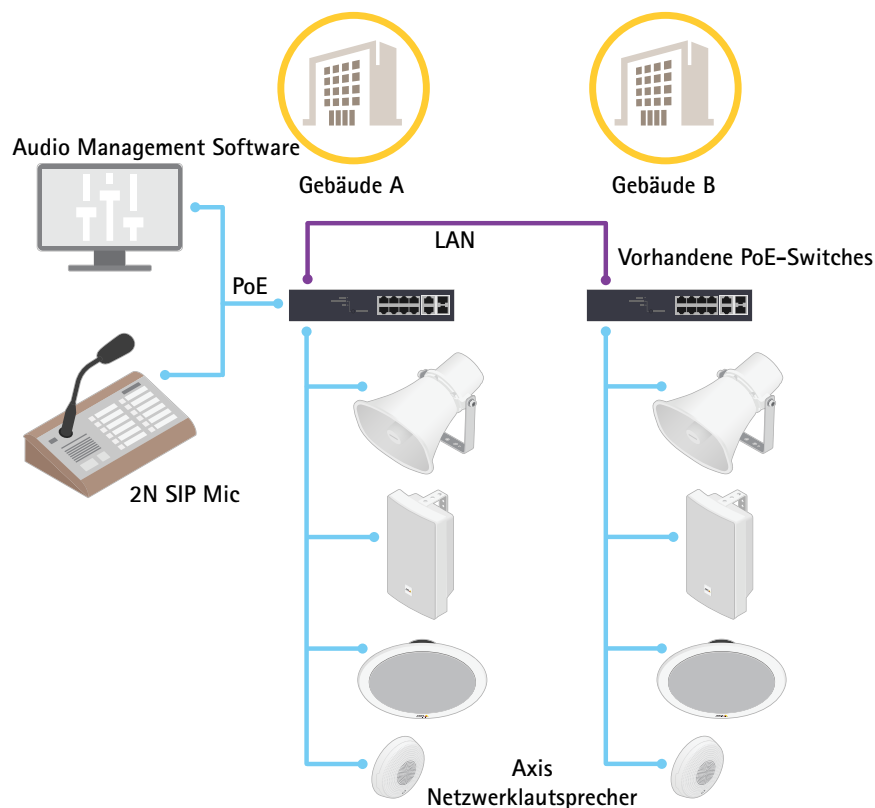 Audio Management Software
Gebäude A
Gebäude B
LAN
Vorhandene PoE-Switches
PoE
2N SIP Mic
Axis
Netzwerklautsprecher